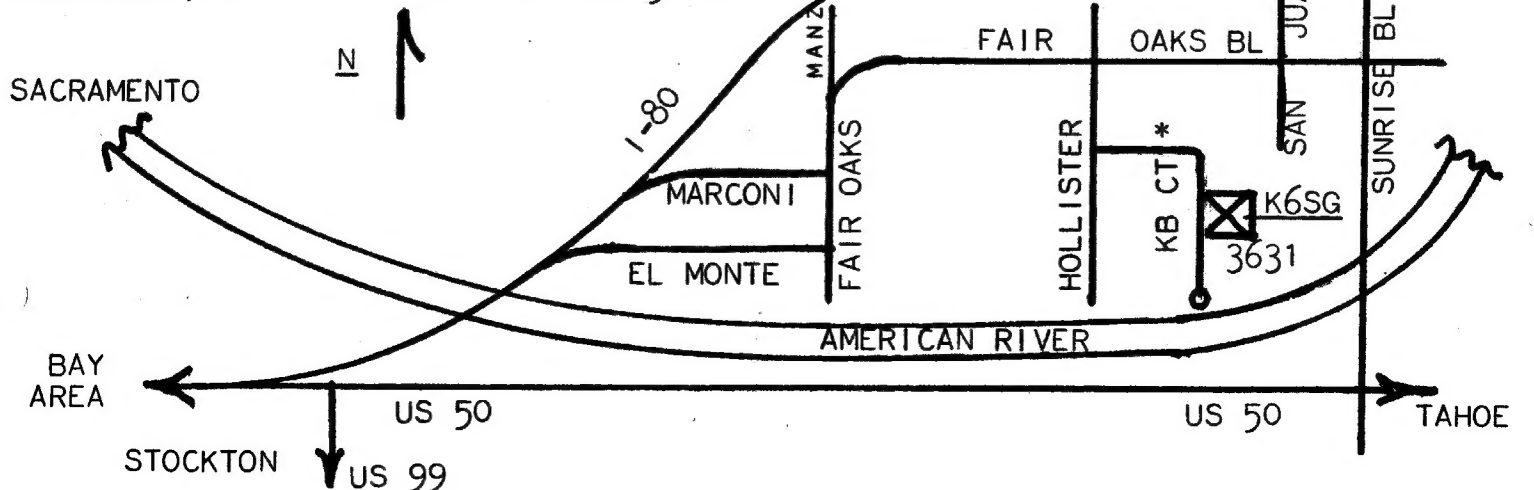 N
SACRAMENTO
I-80
MARCONI
EL MONTE
MANZ
FAIR OAKS
FAIR OAKS BL
HOLLISTER
KB CT *
K6SG
3631
SAN JUA
SUNRISE BL
AMERICAN RIVER
BAY
AREA
US 50
US 50
TAHOE
STOCKTON
US 99